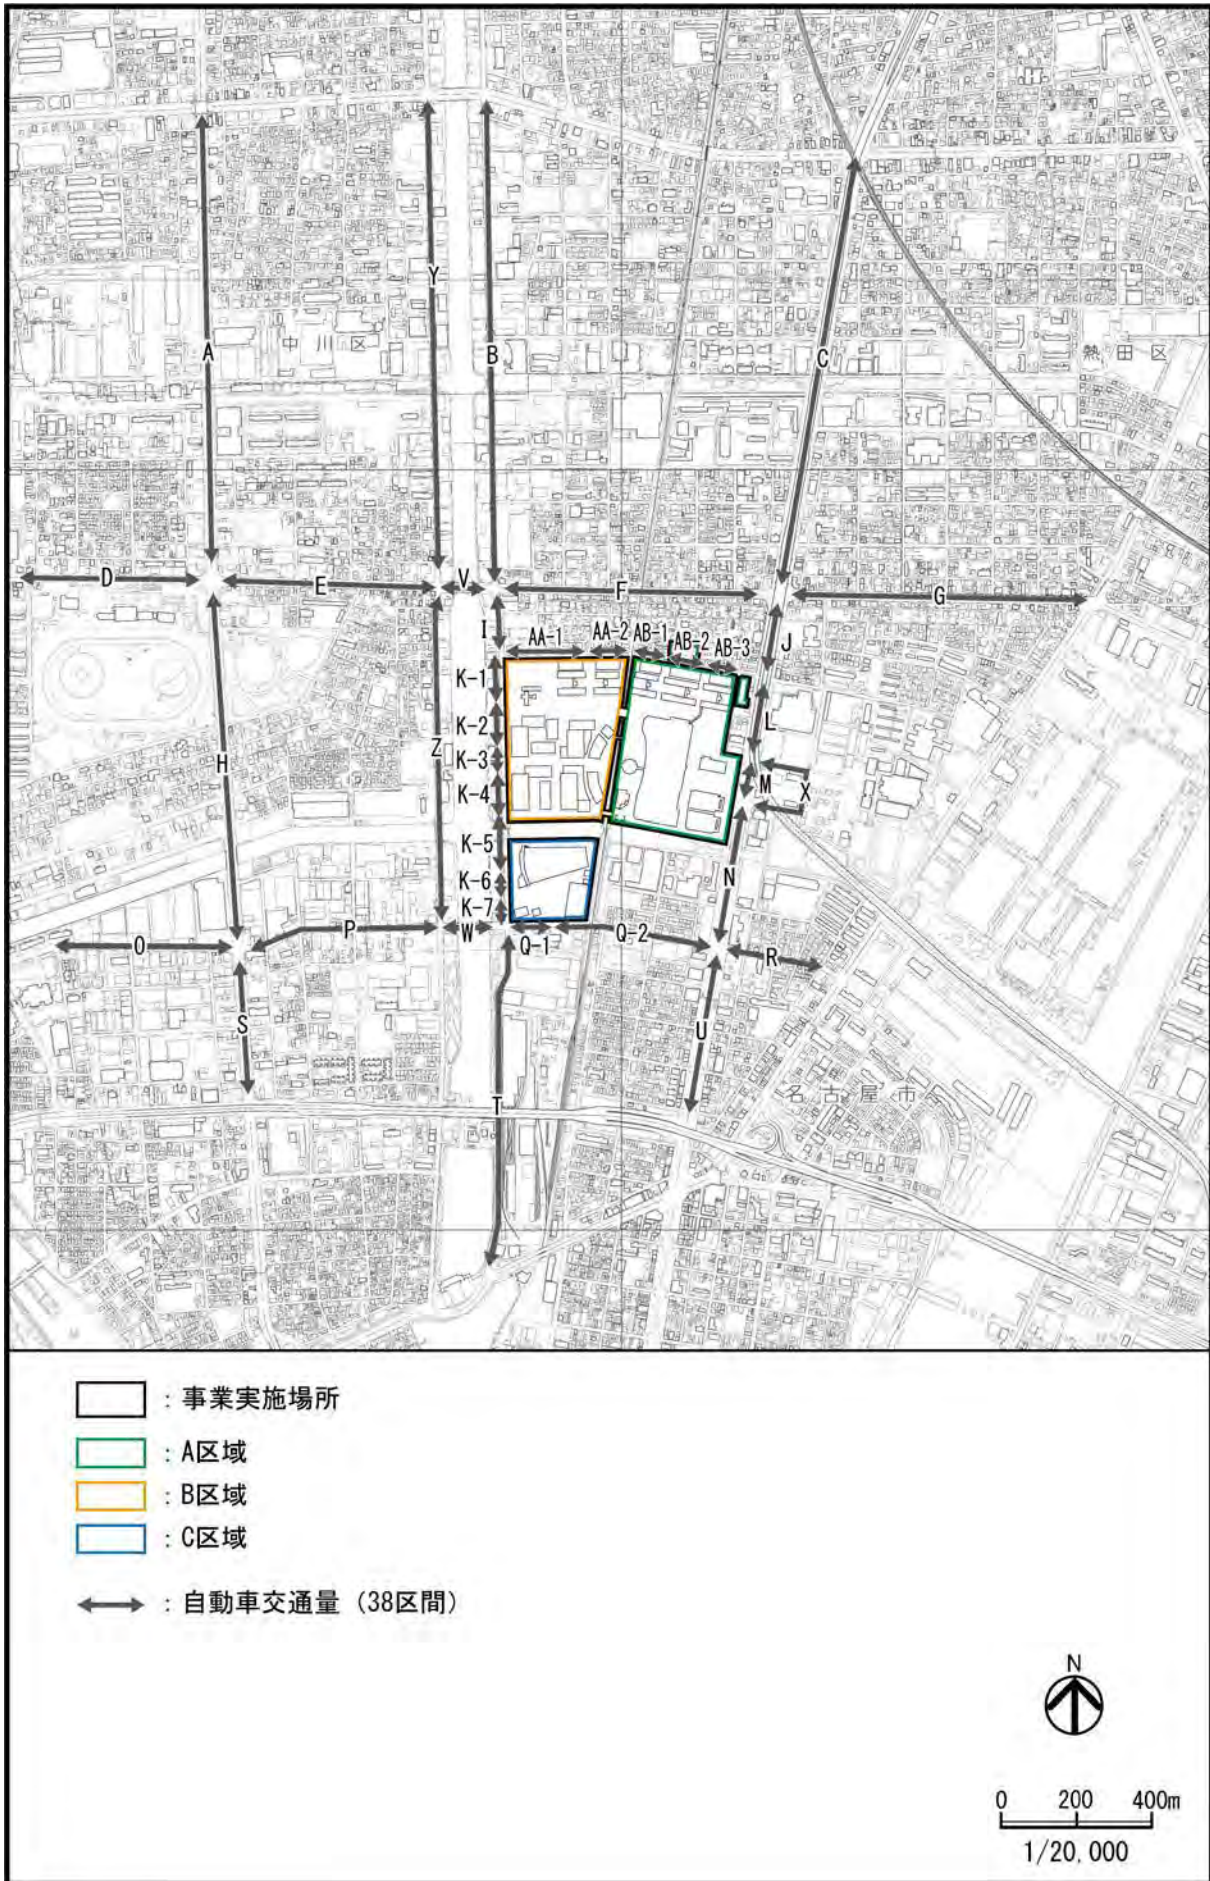 Y
B
A
中川区
C
熱田区
D
E
V
F
G
I
AA-1
AA-2
AB-1
AB-2
AB-3
J
K-1
L
K-2
H
Z
K-3
M
X
K-4
K-5
K-6
N
K-7
O
P
W
Q-1
Q-2
R
S
U
T
名古屋市
：事業実施場所
：A区域
：B区域
：C区域
：自動車交通量（38区間）
N
0 200 400m
1/20,000